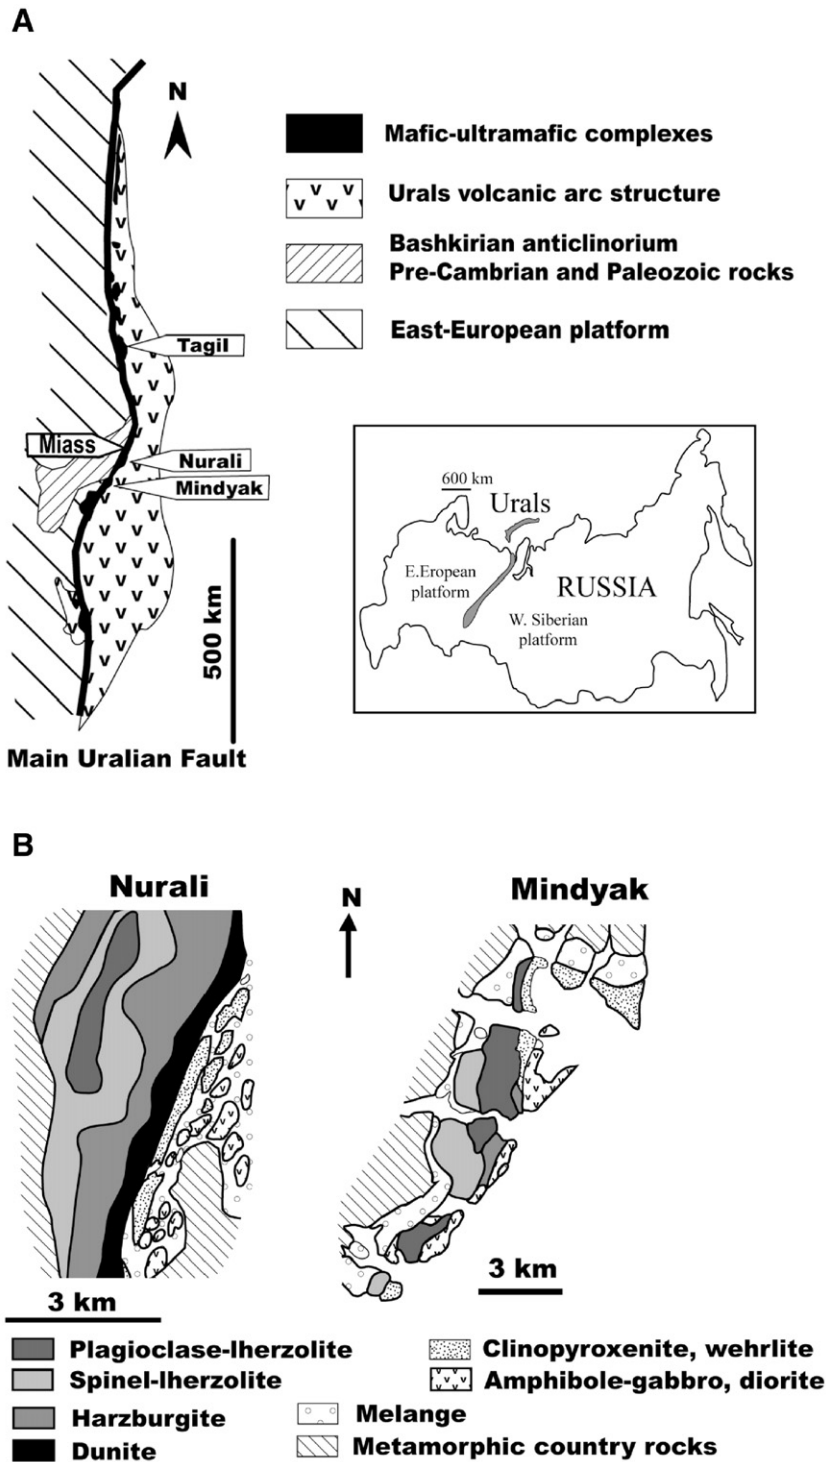 A
N
Mafic-ultramafic complexes
Urals volcanic arc structure
Bashkirian anticlinorium
Pre-Cambrian and Paleozoic rocks
East-European platform
Tagil
Miass
Nurali
Mindyak
500 km
Main Uralian Fault
600 km
Urals
E.Eropean
platform
RUSSIA
W. Siberian
platform
B
Nurali
N
Mindyak
3 km
3 km
Plagioclase-lherzolite
Spinel-lherzolite
Harzburgite
Dunite
Clinopyroxenite, wehrlite
Amphibole-gabbro, diorite
Melange
Metamorphic country rocks